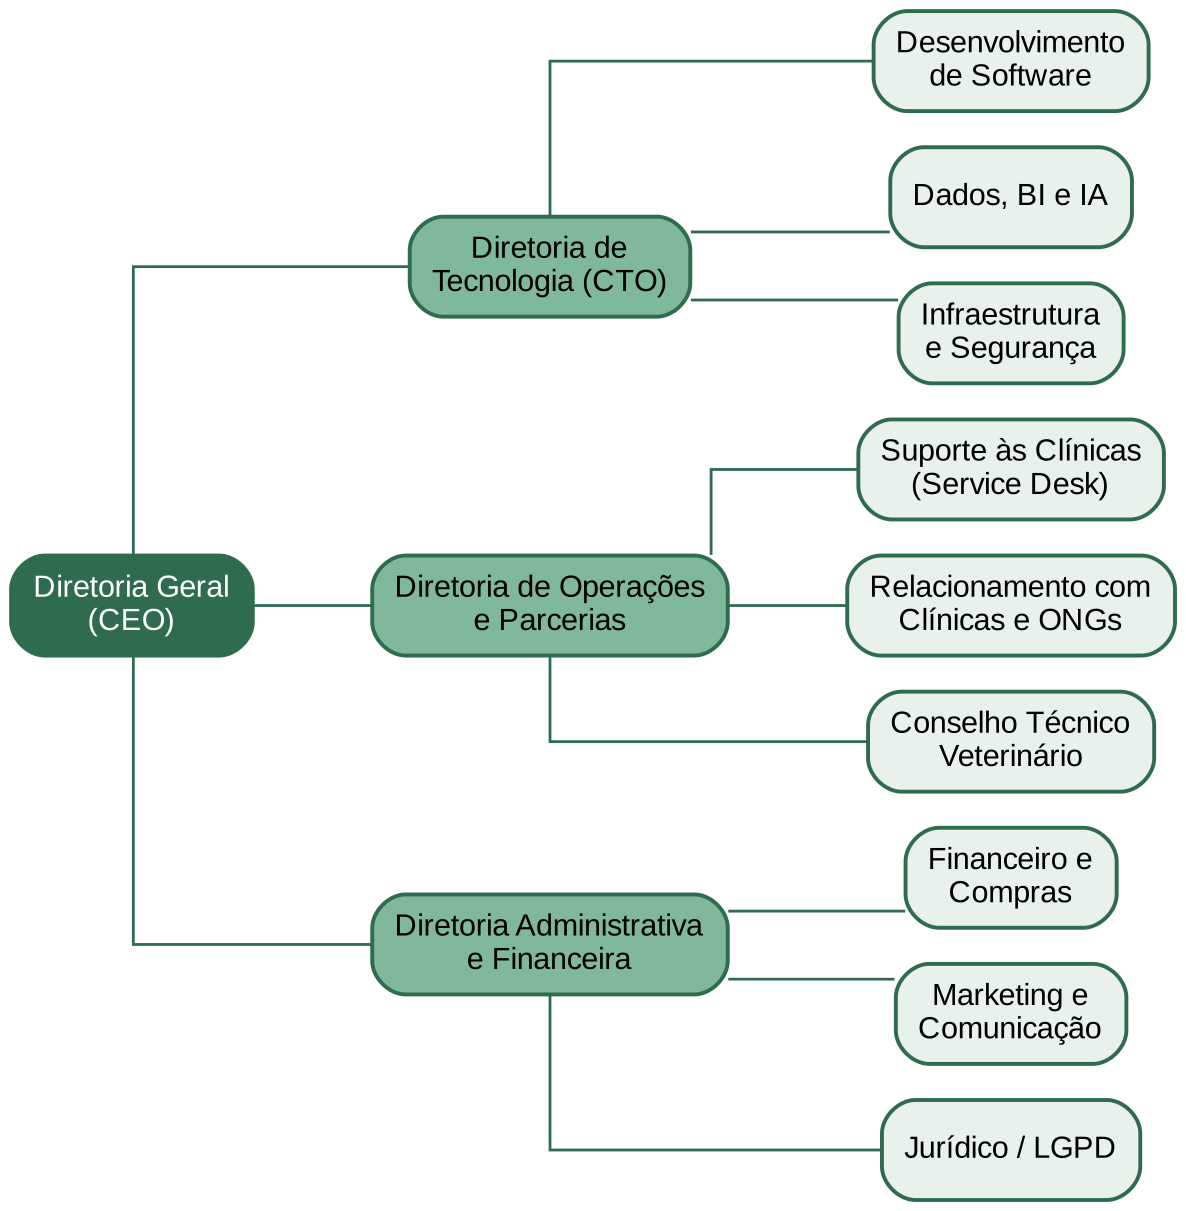 Desenvolvimento
de Software
Dados, BI e IA
Diretoria de
Tecnologia (CTO)
Infraestrutura
e Segurança
Suporte às Clínicas
(Service Desk)
Diretoria Geral
(CEO)
Diretoria de Operações
e Parcerias
Relacionamento com
Clínicas e ONGs
Conselho Técnico
Veterinário
Financeiro e
Compras
Diretoria Administrativa
e Financeira
Marketing e
Comunicação
Jurídico / LGPD